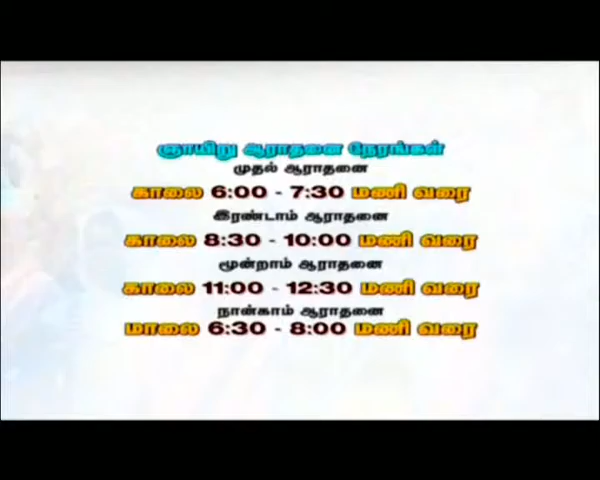 ஞாயிறு ஆராதனை நேரங்கள்
முதல் ஆராதனை
காலை 6:00 - 7:30 மணி வரை
இரண்டாம் ஆராதனை
காலை 8:30 - 10:00 மணி வரை
மூன்றாம் ஆராதனை
காலை 11:00 - 12:30 மணி வரை
நான்காம் ஆராதனை
மாலை 6:30 - 8:00 மணி வரை